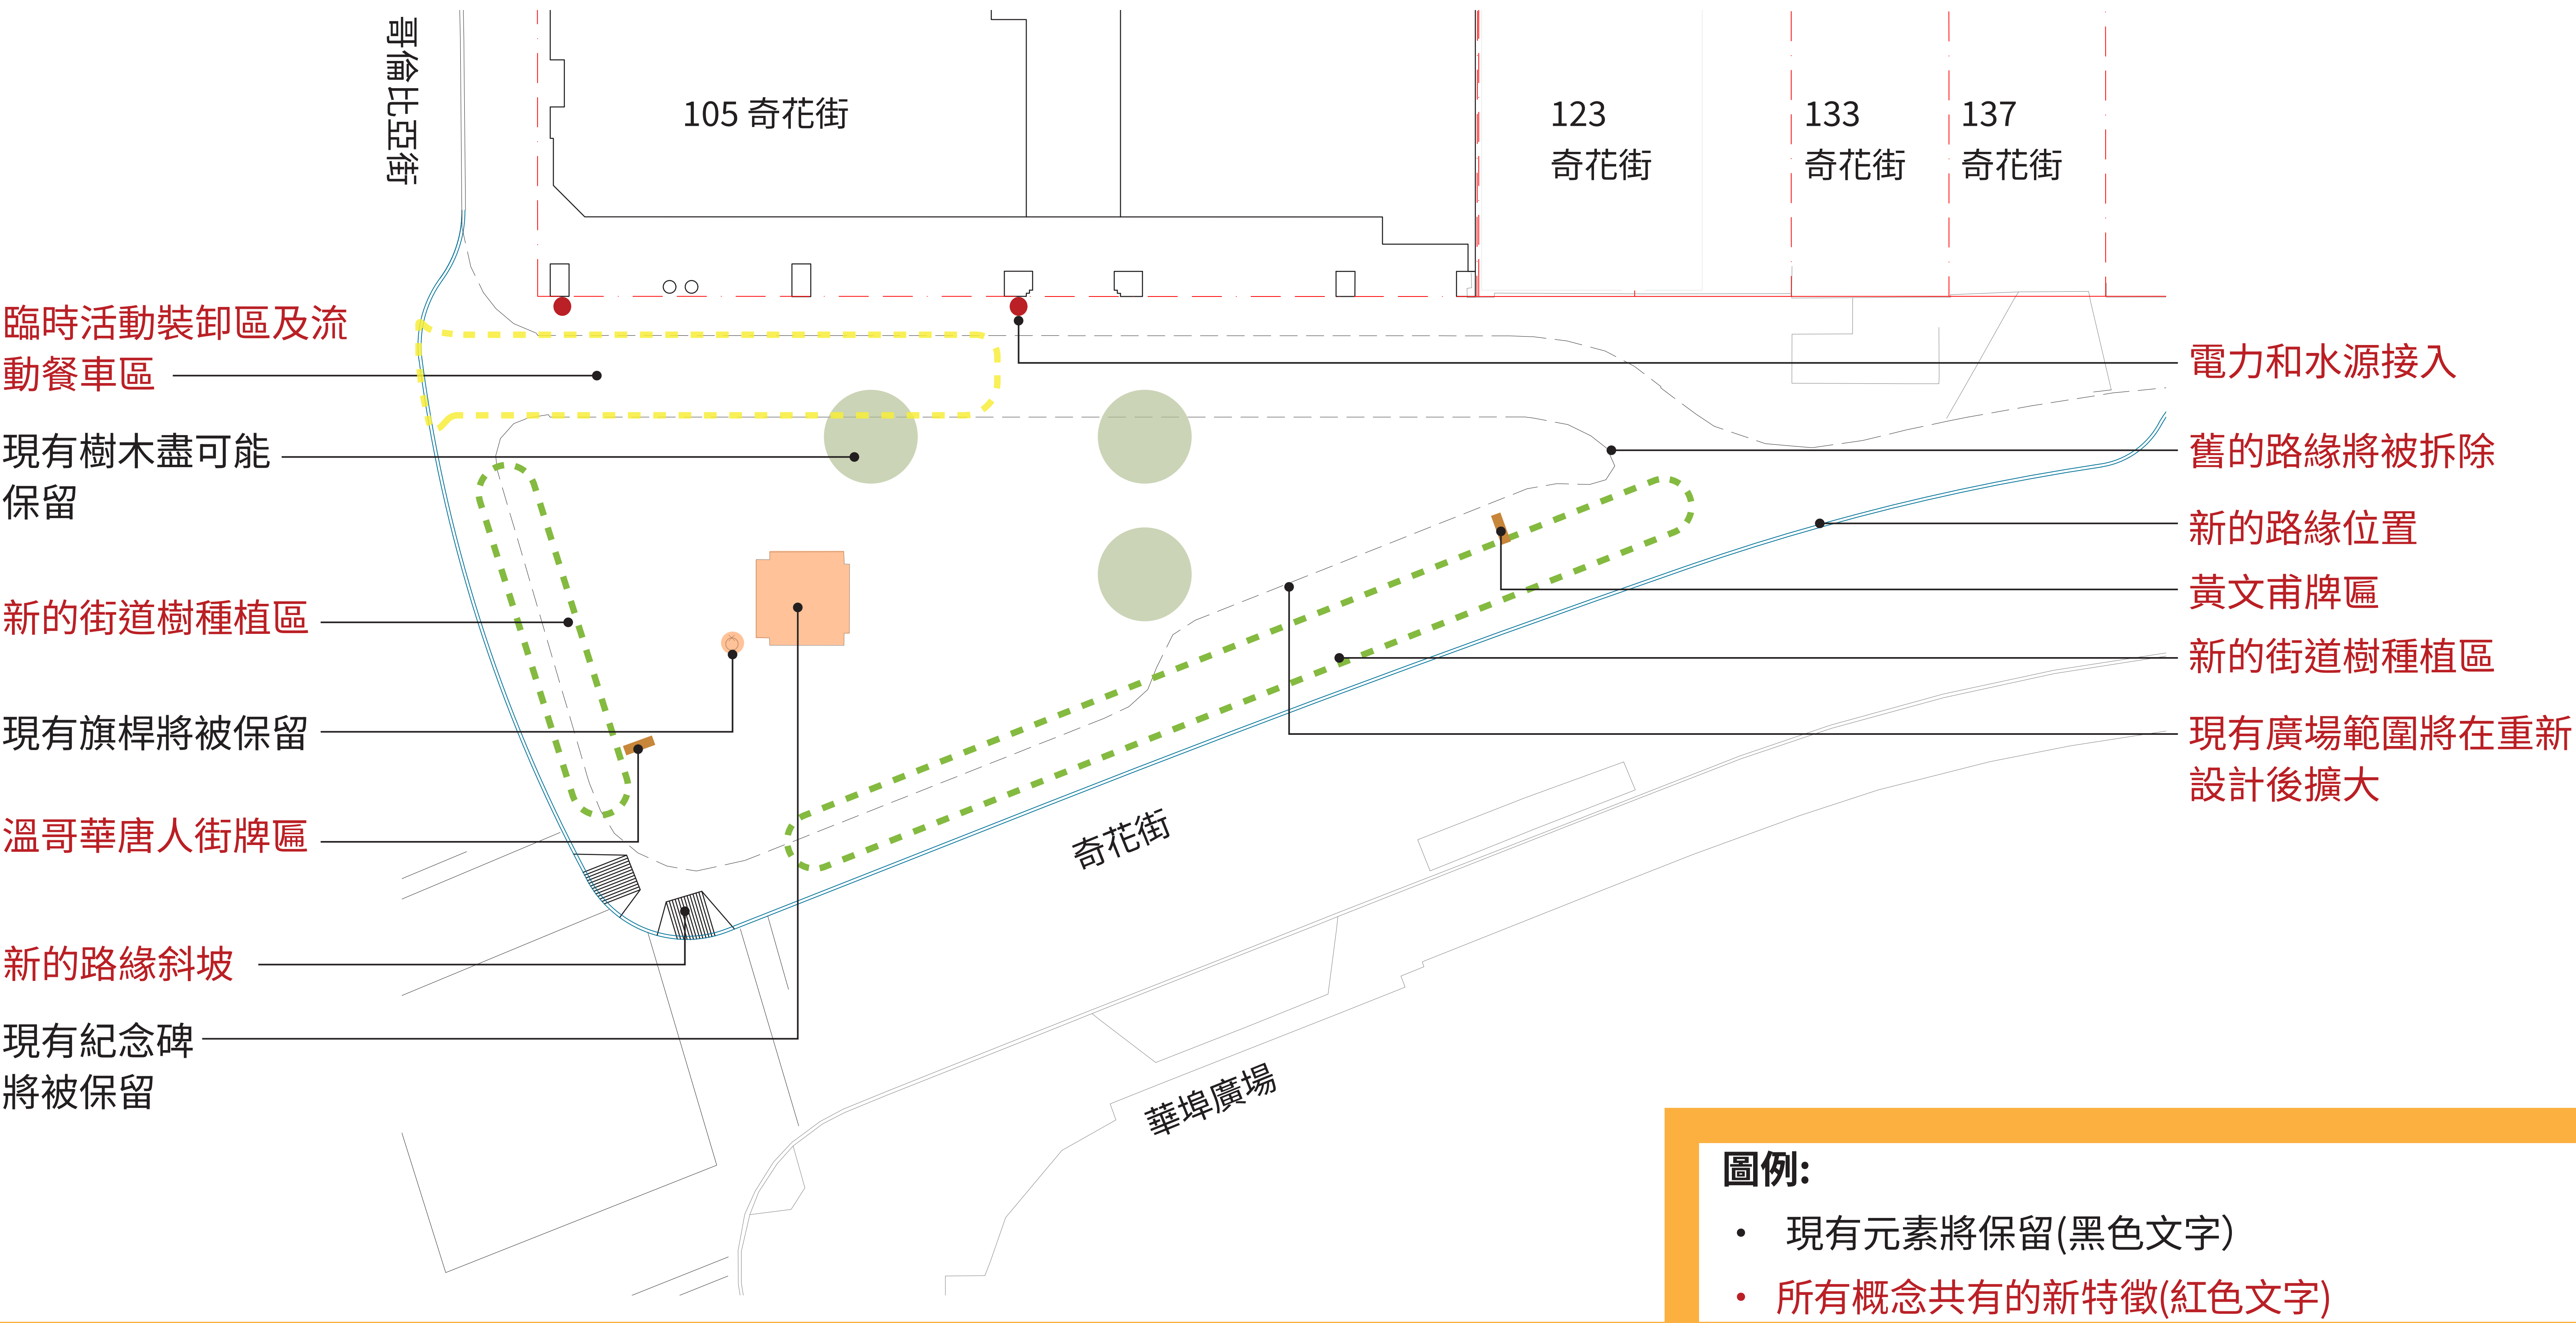 哥倫比亞街
105 奇花街
123
奇花街
133
奇花街
137
奇花街
臨時活動裝卸區及流
動餐車區
現有樹木盡可能
保留
新的街道樹種植區
現有旗桿將被保留
溫哥華唐人街牌匾
新的路緣斜坡
現有紀念碑
將被保留
電力和水源接入
舊的路緣將被拆除
新的路緣位置
黃文甫牌匾
新的街道樹種植區
現有廣場範圍將在重新
設計後擴大
奇花街
華埠廣場
圖例:
• 現有元素將保留(黑色文字)
• 所有概念共有的新特徵(紅色文字)